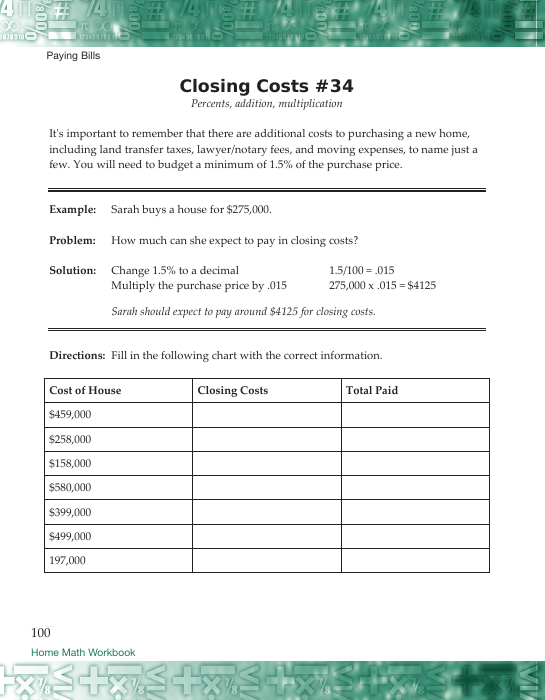 Paying Bills
Closing Costs #34
Percents, addition, multiplication
It's important to remember that there are additional costs to purchasing a new home,
including land transfer taxes, lawyer/notary fees, and moving expenses, to name just a
few. You will need to budget a minimum of 1.5% of the purchase price.
Example: Sarah buys a house for $275,000.
Problem: How much can she expect to pay in closing costs?
Solution: Change 1.5% to a decimal 1.5/100 = .015
Multiply the purchase price by .015 275,000 x .015 = $4125
Sarah should expect to pay around $4125 for closing costs.
Directions: Fill in the following chart with the correct information.
Cost of House Closing Costs Total Paid
$459,000
$258,000
$158,000
$580,000
$399,000
$499,000
197,000
100
Home Math Workbook